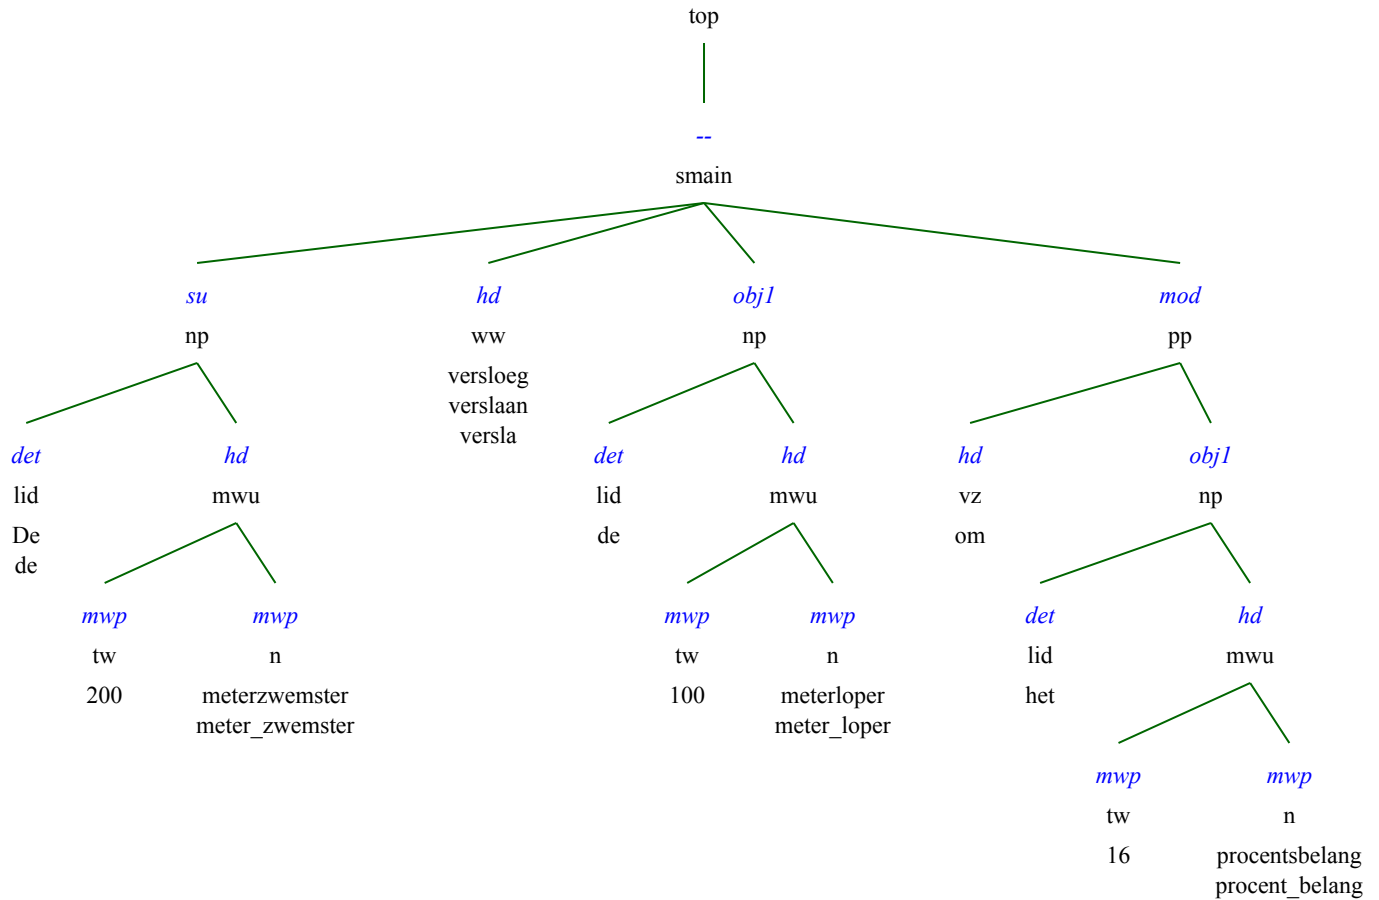 top
--
smain
su hd obj1 mod
np ww np pp
versloeg
verslaan
versla
det hd det hd hd obj1
lid mwu lid mwu vz np
De de om
de
mwp mwp mwp mwp det hd
tw n tw n lid mwu
200 meterzwemster 100 meterloper het
meter_zwemster meter_loper
mwp mwp
tw n
16 procentsbelang
procent_belang